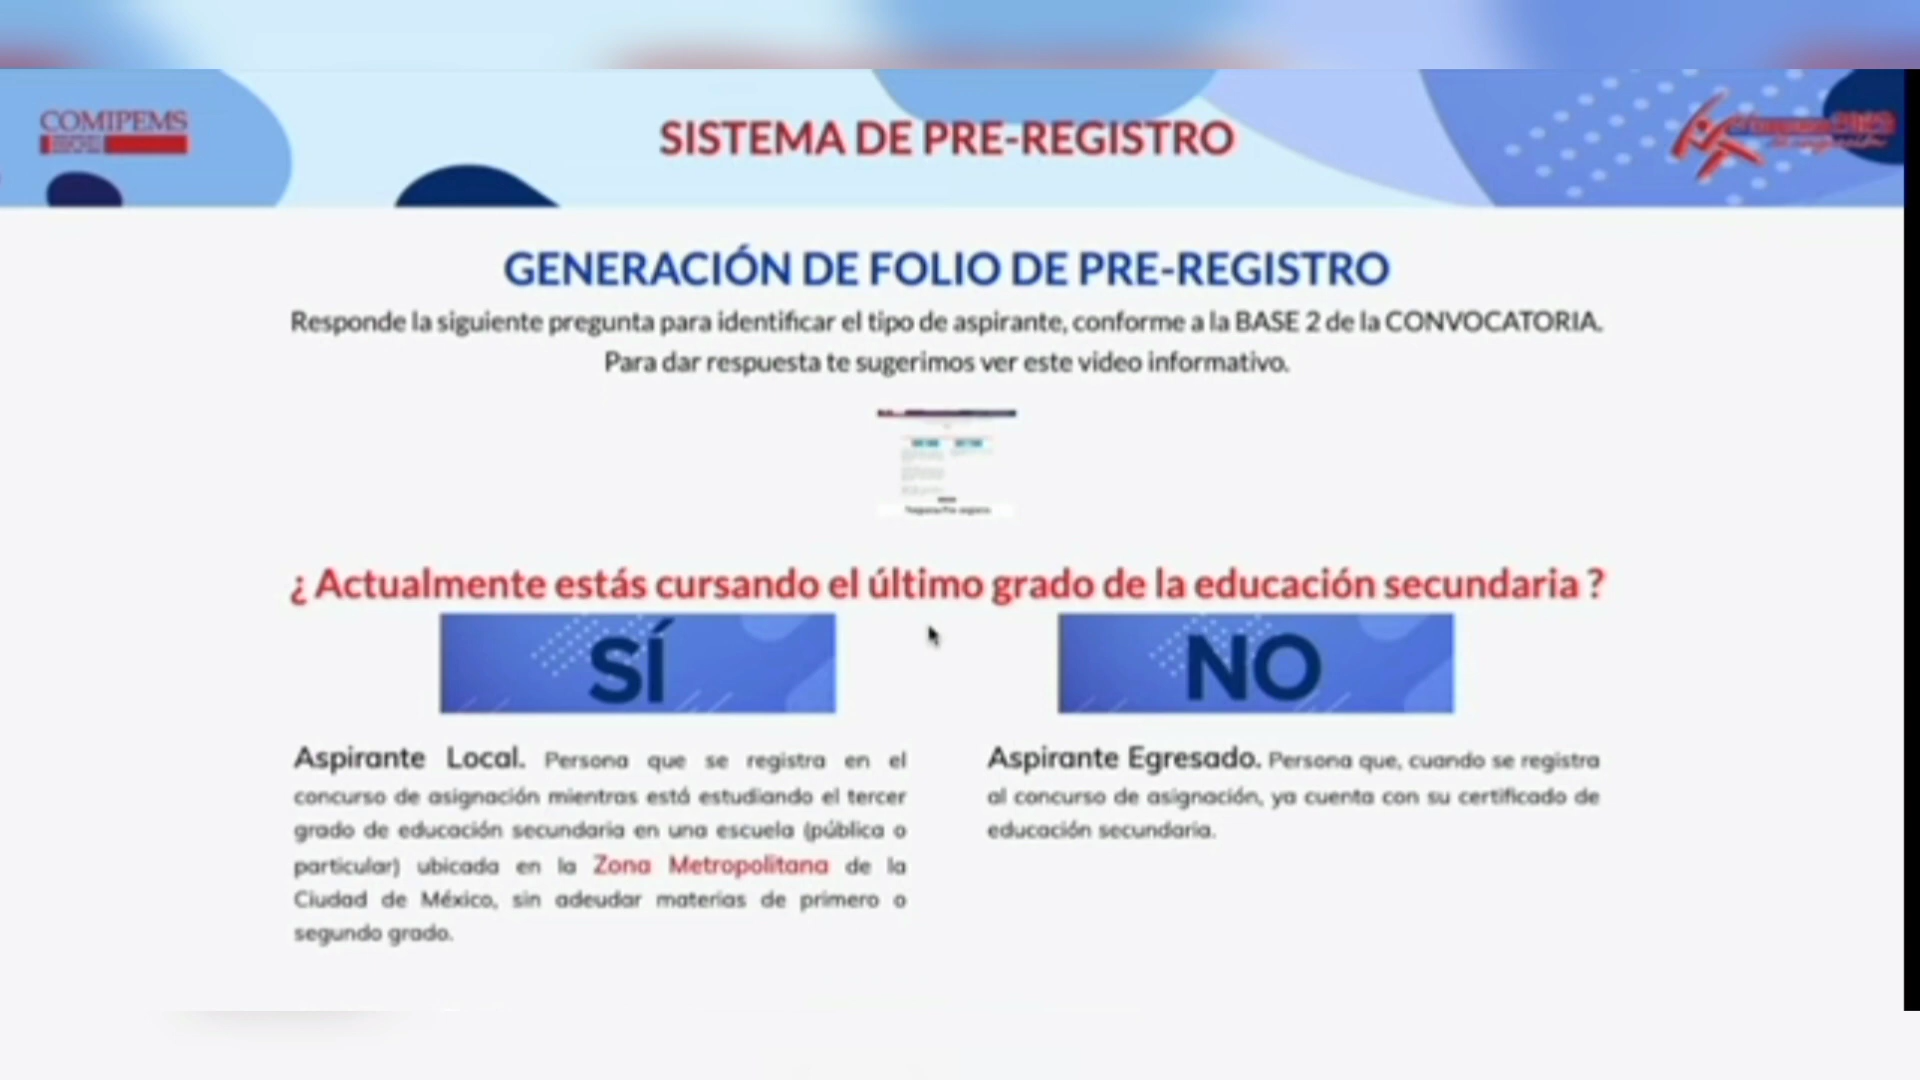 COMIPEMS
SISTEMA DE PRE-REGISTRO
GENERACIÓN DE FOLIO DE PRE-REGISTRO
Responde la siguiente pregunta para identificar el tipo de aspirante, conforme a la BASE 2 de la CONVOCATORIA.
Para dar respuesta te sugerimos ver este video informativo.
¿ Actualmente estás cursando el último grado de la educación secundaria ?
SÍ
NO
Aspirante Local. Persona que se registra en el
concurso de asignación mientras está estudiando el tercer
grado de educación secundaria en una escuela (pública o
particular) ubicada en la Zona Metropolitana de la
Ciudad de México, sin adeudar materias de primero o
segundo grado.
Aspirante Egresado. Persona que, cuando se registra
al concurso de asignación, ya cuenta con su certificado de
educación secundaria.